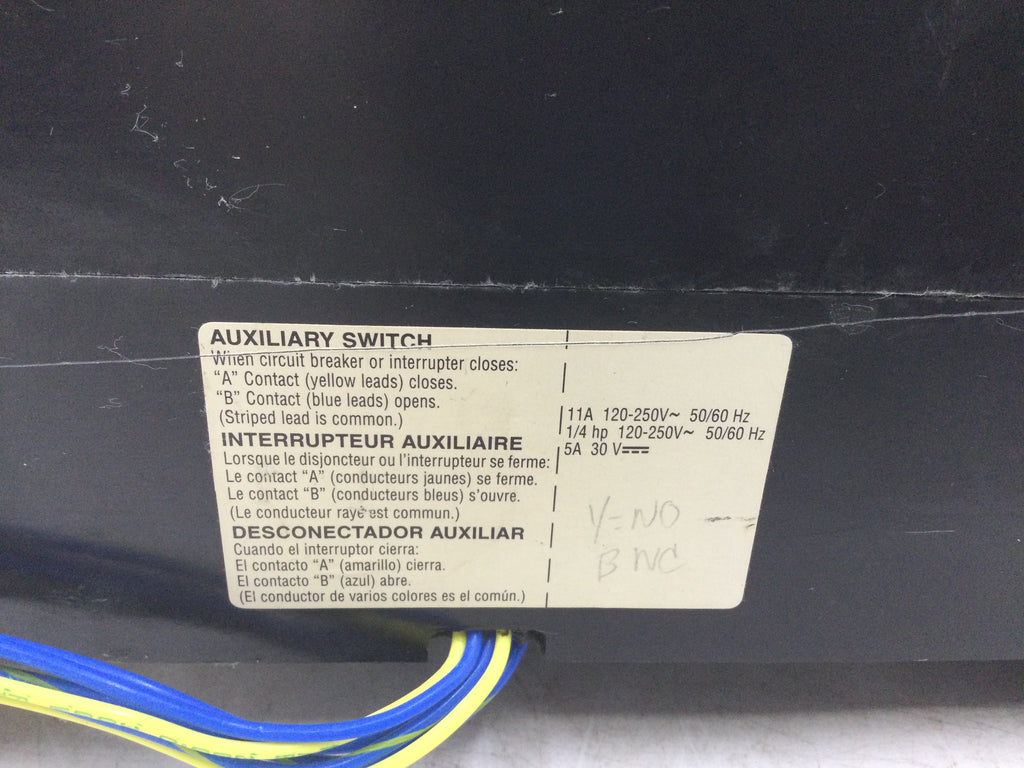 AUXILIARY SWITCH
When circuit breaker or interrupter closes:
“A” Contact (yellow leads) closes.
“B” Contact (blue leads) opens.
(Striped lead is common.)
INTERRUPTEUR AUXILIAIRE
Lorsque le disjoncteur ou l’interrupteur se ferme:
Le contact “A” (conducteurs jaunes) se ferme.
Le contact “B” (conducteurs bleus) s’ouvre.
(Le conducteur rayé est commun.)
DESCONECTADOR AUXILIAR
Cuando el interruptor cierra:
El contacto “A” (amarillo) cierra.
El contacto “B” (azul) abre.
(El conductor de varios colores es el común.)
11A 120-250V~ 50/60 Hz
1/4 hp 120-250V~ 50/60 Hz
5A 30 V⎓
Y=NO
B NC